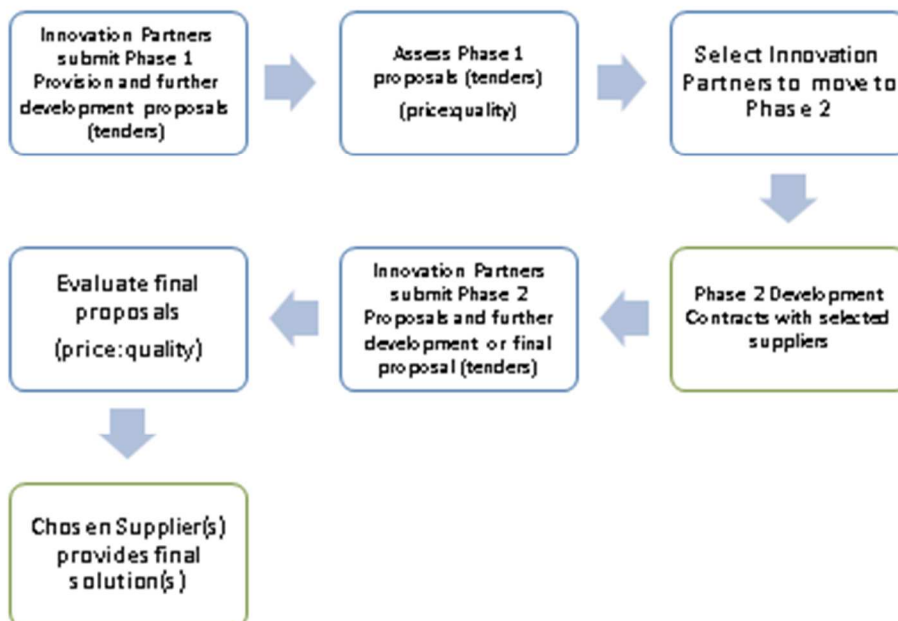 Innovation Partners
submit Phase 1
Provision and further
development proposals
(tenders)
Assess Phase 1
proposals (tenders)
(price:quality)
Select Innovation
Partners to move to
Phase 2
Phase 2 Development
Contracts with selected
suppliers
Innovation Partners
submit Phase 2
Proposals and further
development or final
proposal (tenders)
Evaluate final
proposals
(price:quality)
Chosen Supplier(s)
provides final
solution(s)